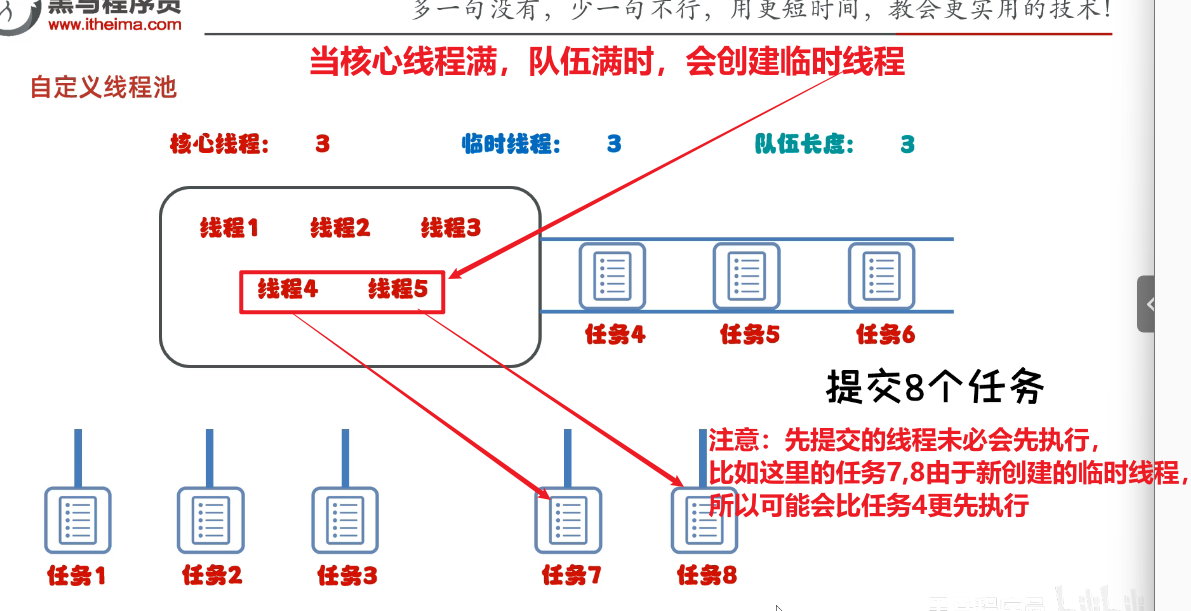 黑马程序员
www.itheima.com
多一句没有，少一句不行，用更短时间，教会更实用的技术！
当核心线程满，队伍满时，会创建临时线程
自定义线程池
核心线程： 3 临时线程： 3 队伍长度： 3
线程1 线程2 线程3
线程4 线程5
任务4 任务5 任务6
提交8个任务
注意：先提交的线程未必会先执行，
比如这里的任务7,8由于新创建的临时线程，
所以可能会比任务4更先执行
任务1 任务2 任务3 任务7 任务8